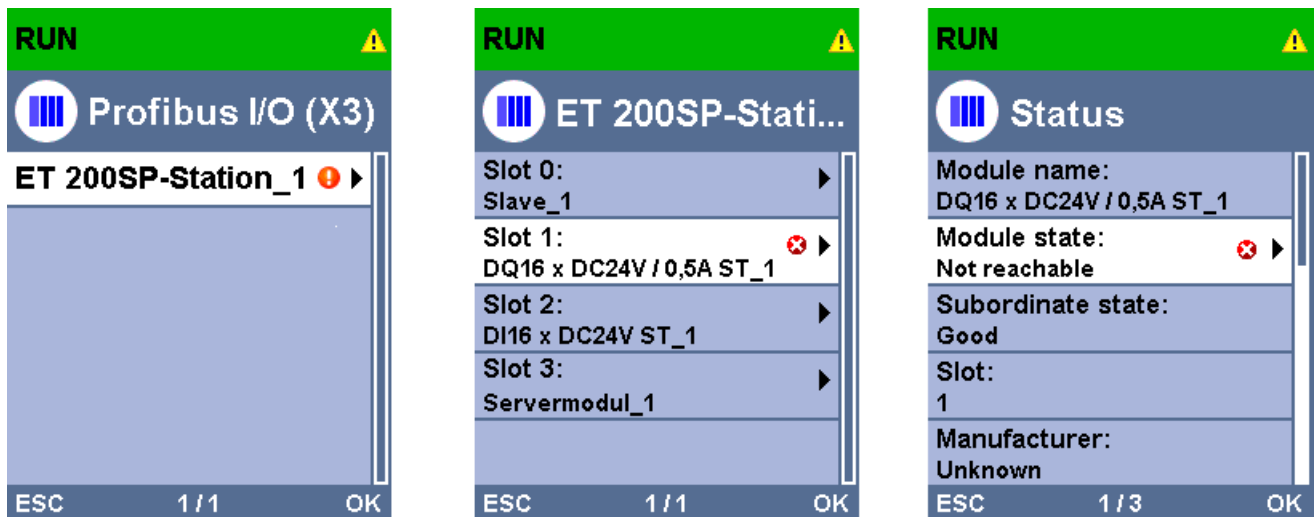 RUN
Profibus I/O (X3)
ET 200SP-Station_1
ESC 1/1 OK
RUN
ET 200SP-Stati...
Slot 0:
Slave_1
Slot 1:
DQ16 x DC24V / 0,5A ST_1
Slot 2:
DI16 x DC24V ST_1
Slot 3:
Servermodul_1
ESC 1/1 OK
RUN
Status
Module name:
DQ16 x DC24V / 0,5A ST_1
Module state:
Not reachable
Subordinate state:
Good
Slot:
1
Manufacturer:
Unknown
ESC 1/3 OK